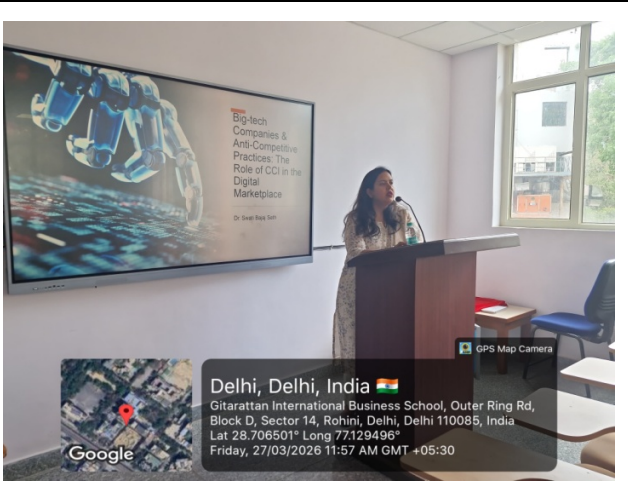 Big-tech
Companies &
Anti-Competitive
Practices: The
Role of CCI in the
Digital
Marketplace
Dr. Swati Bajaj Seth
GPS Map Camera
Delhi, Delhi, India
Gitarattan International Business School, Outer Ring Rd,
Block D, Sector 14, Rohini, Delhi, Delhi 110085, India
Lat 28.706501° Long 77.129496°
Friday, 27/03/2026 11:57 AM GMT +05:30
Google